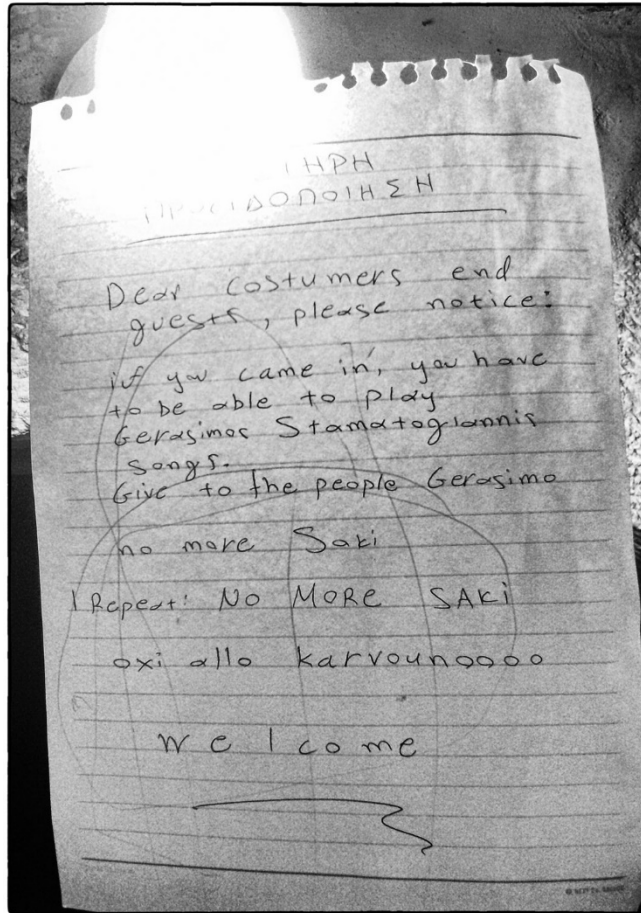 Dear costumers end
guests, please notice:
if you came in, you have
to be able to play
Gerasimos Stamatogiannis
songs.
Give to the people Gerasimo
no more Saki
I Repeat: NO MORE SAKi
oxi allo karvounoooo
welcome